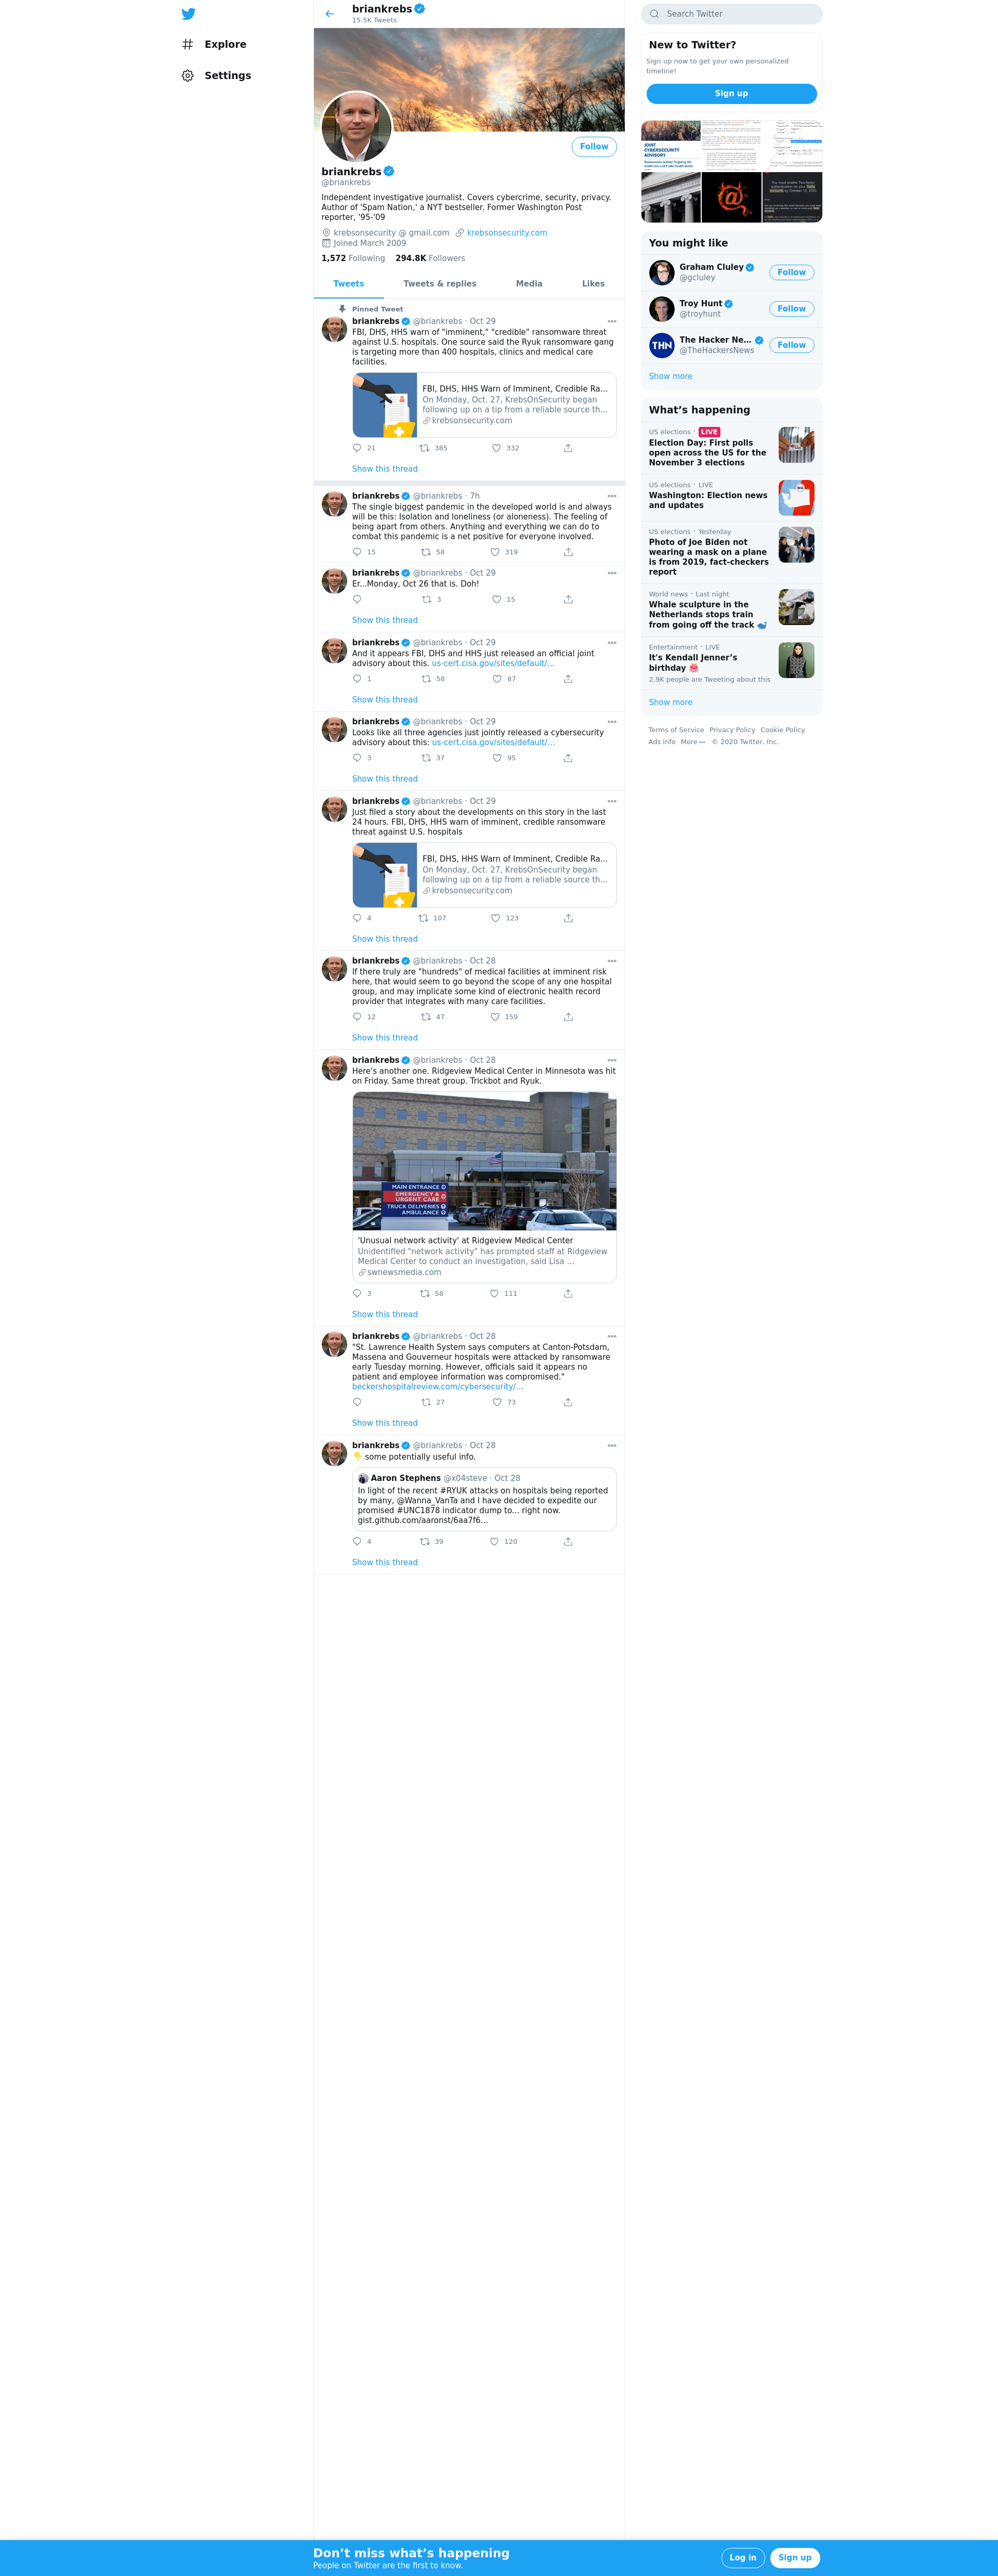 Explore
Settings
briankrebs
15.5K Tweets
Follow
briankrebs
@briankrebs
Independent investigative journalist. Covers cybercrime, security, privacy.
Author of 'Spam Nation,' a NYT bestseller. Former Washington Post
reporter, '95-'09
krebsonsecurity @ gmail.com krebsonsecurity.com
Joined March 2009
1,572 Following 294.8K Followers
Tweets Tweets & replies Media Likes
Pinned Tweet
briankrebs @briankrebs · Oct 29
FBI, DHS, HHS warn of "imminent," "credible" ransomware threat
against U.S. hospitals. One source said the Ryuk ransomware gang
is targeting more than 400 hospitals, clinics and medical care
facilities.
FBI, DHS, HHS Warn of Imminent, Credible Ra...
On Monday, Oct. 27, KrebsOnSecurity began
following up on a tip from a reliable source th...
krebsonsecurity.com
21 385 332
Show this thread
briankrebs @briankrebs · 7h
The single biggest pandemic in the developed world is and always
will be this: Isolation and loneliness (or aloneness). The feeling of
being apart from others. Anything and everything we can do to
combat this pandemic is a net positive for everyone involved.
15 58 319
briankrebs @briankrebs · Oct 29
Er...Monday, Oct 26 that is. Doh!
3 15
Show this thread
briankrebs @briankrebs · Oct 29
And it appears FBI, DHS and HHS just released an official joint
advisory about this. us-cert.cisa.gov/sites/default/...
1 58 87
Show this thread
briankrebs @briankrebs · Oct 29
Looks like all three agencies just jointly released a cybersecurity
advisory about this: us-cert.cisa.gov/sites/default/...
3 37 95
Show this thread
briankrebs @briankrebs · Oct 29
Just filed a story about the developments on this story in the last
24 hours. FBI, DHS, HHS warn of imminent, credible ransomware
threat against U.S. hospitals
FBI, DHS, HHS Warn of Imminent, Credible Ra...
On Monday, Oct. 27, KrebsOnSecurity began
following up on a tip from a reliable source th...
krebsonsecurity.com
4 107 123
Show this thread
briankrebs @briankrebs · Oct 28
If there truly are "hundreds" of medical facilities at imminent risk
here, that would seem to go beyond the scope of any one hospital
group, and may implicate some kind of electronic health record
provider that integrates with many care facilities.
12 47 159
Show this thread
briankrebs @briankrebs · Oct 28
Here's another one. Ridgeview Medical Center in Minnesota was hit
on Friday. Same threat group. Trickbot and Ryuk.
MAIN ENTRANCE
EMERGENCY &
URGENT CARE
TRUCK DELIVERIES
AMBULANCE
'Unusual network activity' at Ridgeview Medical Center
Unidentified "network activity" has prompted staff at Ridgeview
Medical Center to conduct an investigation, said Lisa ...
swnewsmedia.com
3 58 111
Show this thread
briankrebs @briankrebs · Oct 28
"St. Lawrence Health System says computers at Canton-Potsdam,
Massena and Gouverneur hospitals were attacked by ransomware
early Tuesday morning. However, officials said it appears no
patient and employee information was compromised."
beckershospitalreview.com/cybersecurity/...
27 73
Show this thread
briankrebs @briankrebs · Oct 28
👇 some potentially useful info.
Aaron Stephens @x04steve · Oct 28
In light of the recent #RYUK attacks on hospitals being reported
by many, @Wanna_VanTa and I have decided to expedite our
promised #UNC1878 indicator dump to... right now.
gist.github.com/aaronst/6aa7f6...
4 39 120
Show this thread
Search Twitter
New to Twitter?
Sign up now to get your own personalized
timeline!
Sign up
JOINT
CYBERSECURITY
ADVISORY
You might like
Graham Cluley
@gcluley
Follow
Troy Hunt
@troyhunt
Follow
THN
The Hacker Ne...
@TheHackersNews
Follow
Show more
What's happening
US elections · LIVE
Election Day: First polls
open across the US for the
November 3 elections
US elections · LIVE
Washington: Election news
and updates
US elections · Yesterday
Photo of Joe Biden not
wearing a mask on a plane
is from 2019, fact-checkers
report
World news · Last night
Whale sculpture in the
Netherlands stops train
from going off the track 🐋
Entertainment · LIVE
It's Kendall Jenner's
birthday 🎂
2.9K people are Tweeting about this
Show more
Terms of Service Privacy Policy Cookie Policy
Ads info More © 2020 Twitter, Inc.
Don't miss what's happening
People on Twitter are the first to know.
Log in
Sign up